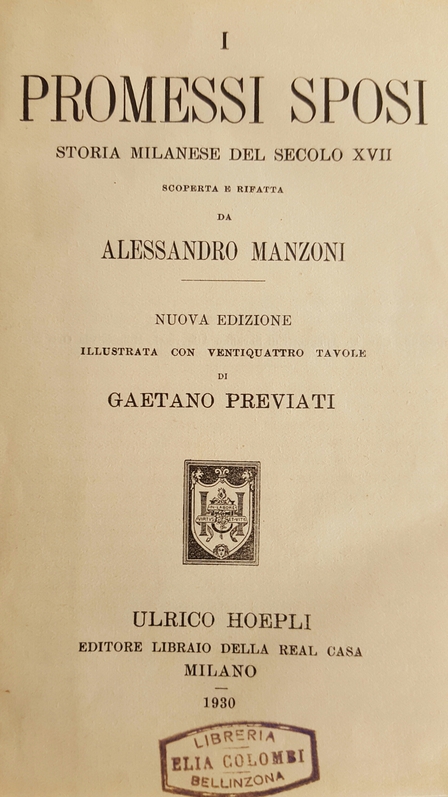 I
PROMESSI SPOSI
STORIA MILANESE DEL SECOLO XVII
SCOPERTA E RIFATTA
DA
ALESSANDRO MANZONI
NUOVA EDIZIONE
ILLUSTRATA CON VENTIQUATTRO TAVOLE
DI
GAETANO PREVIATI
ULRICO HOEPLI
EDITORE LIBRAIO DELLA REAL CASA
MILANO
1930
LIBRERIA
ELIA COLOMBI
BELLINZONA